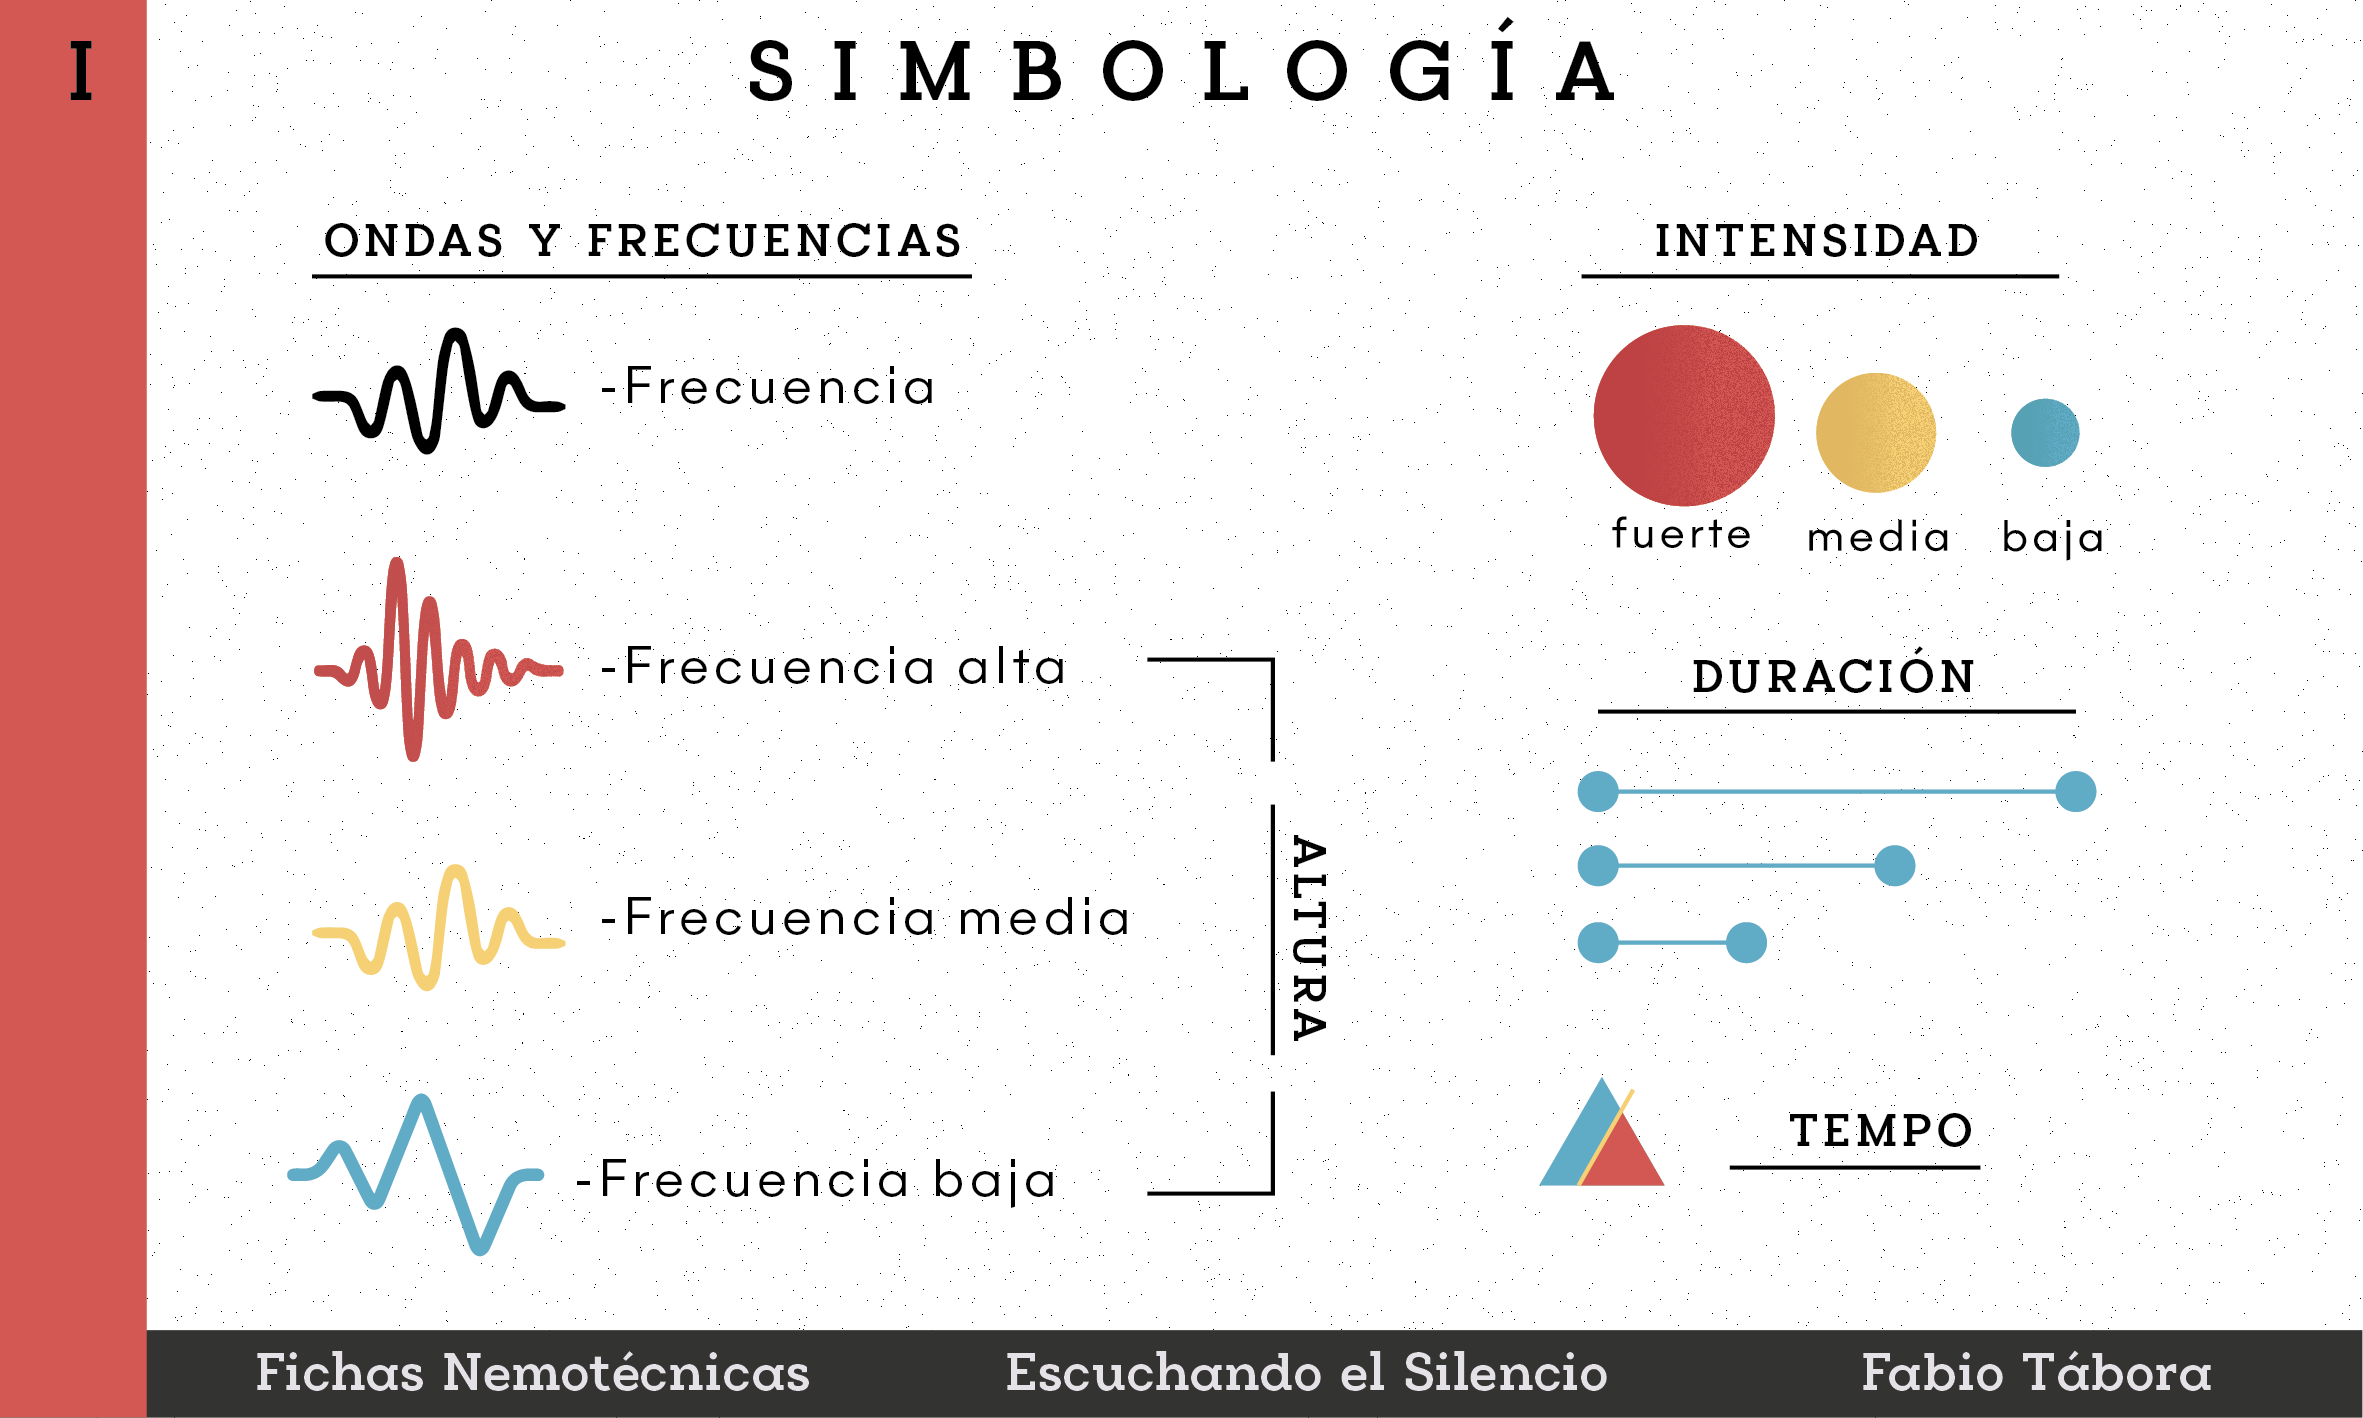 I
SIMBOLOGÍA
ONDAS Y FRECUENCIAS
-Frecuencia
-Frecuencia alta
-Frecuencia media
-Frecuencia baja
ALTURA
INTENSIDAD
fuerte media baja
DURACIÓN
TEMPO
Fichas Nemotécnicas Escuchando el Silencio Fabio Tábora